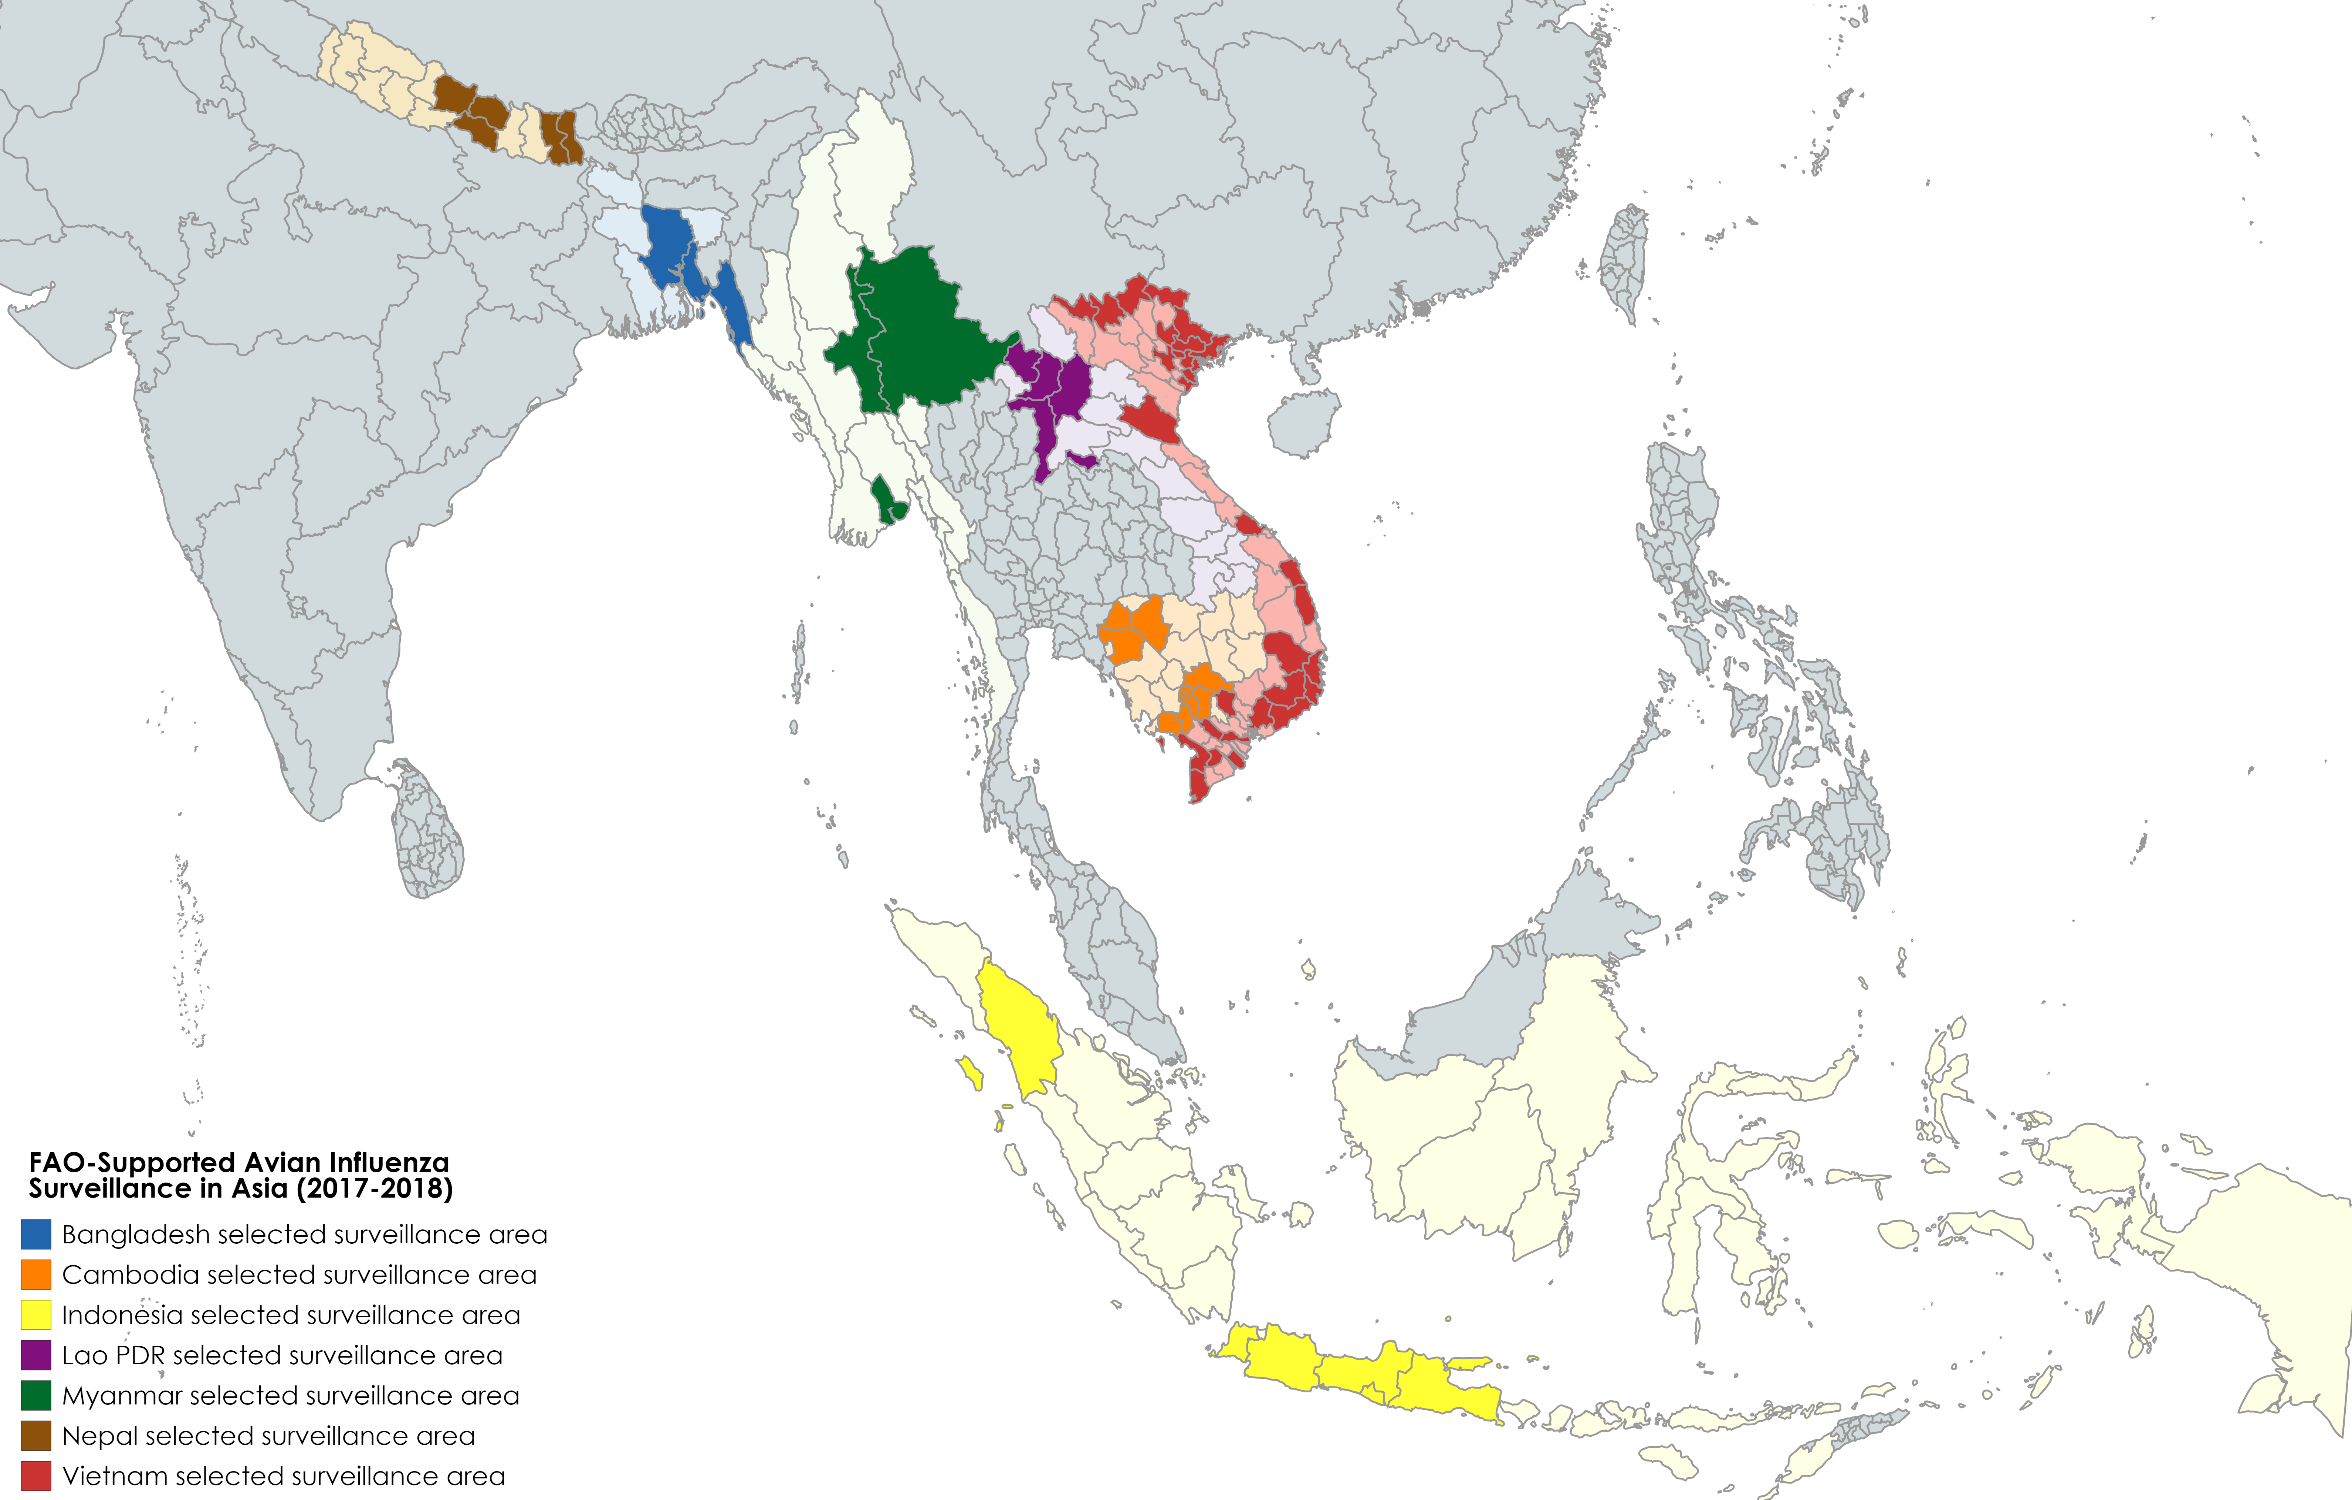 FAO-Supported Avian Influenza
Surveillance in Asia (2017-2018)
Bangladesh selected surveillance area
Cambodia selected surveillance area
Indonesia selected surveillance area
Lao PDR selected surveillance area
Myanmar selected surveillance area
Nepal selected surveillance area
Vietnam selected surveillance area